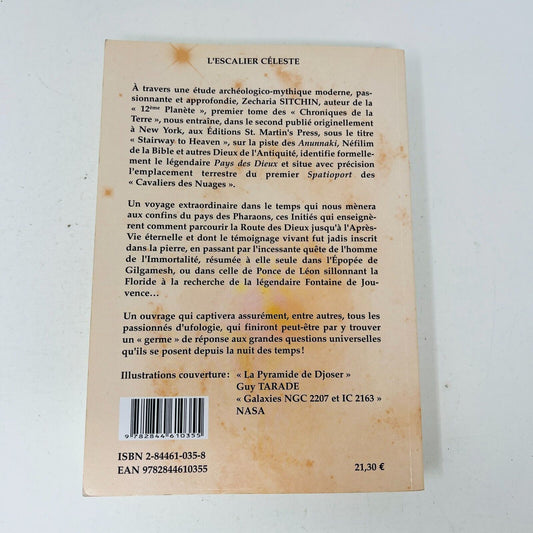 L'ESCALIER CÉLESTE
À travers une étude archéologico-mythique moderne, pas-
sionnante et approfondie, Zecharia SITCHIN, auteur de la
« 12ème Planète », premier tome des « Chroniques de la
Terre », nous entraîne, dans le second publié originellement
à New York, aux Éditions St. Martin's Press, sous le titre
« Stairway to Heaven », sur la piste des Anunnaki, Néfilim
de la Bible et autres Dieux de l'Antiquité, identifie formelle-
ment le légendaire Pays des Dieux et situe avec précision
l'emplacement terrestre du premier Spatioport des
« Cavaliers des Nuages ».
Un voyage extraordinaire dans le temps qui nous mènera
aux confins du pays des Pharaons, ces Initiés qui enseignè-
rent comment parcourir la Route des Dieux jusqu'à l'Après-
Vie éternelle et dont le témoignage vivant fut jadis inscrit
dans la pierre, en passant par l'incessante quête de l'homme
de l'Immortalité, résumée à elle seule dans l'Épopée de
Gilgamesh, ou dans celle de Ponce de Léon sillonnant la
Floride à la recherche de la légendaire Fontaine de Jou-
vence...
Un ouvrage qui captivera assurément, entre autres, tous les
passionnés d'ufologie, qui finiront peut-être par y trouver
un « germe » de réponse aux grandes questions universelles
qu'ils se posent depuis la nuit des temps !
Illustrations couverture : « La Pyramide de Djoser »
Guy TARADE
« Galaxies NGC 2207 et IC 2163 »
NASA
9 782844 610355
ISBN 2-84461-035-8
EAN 9782844610355
21,30 €